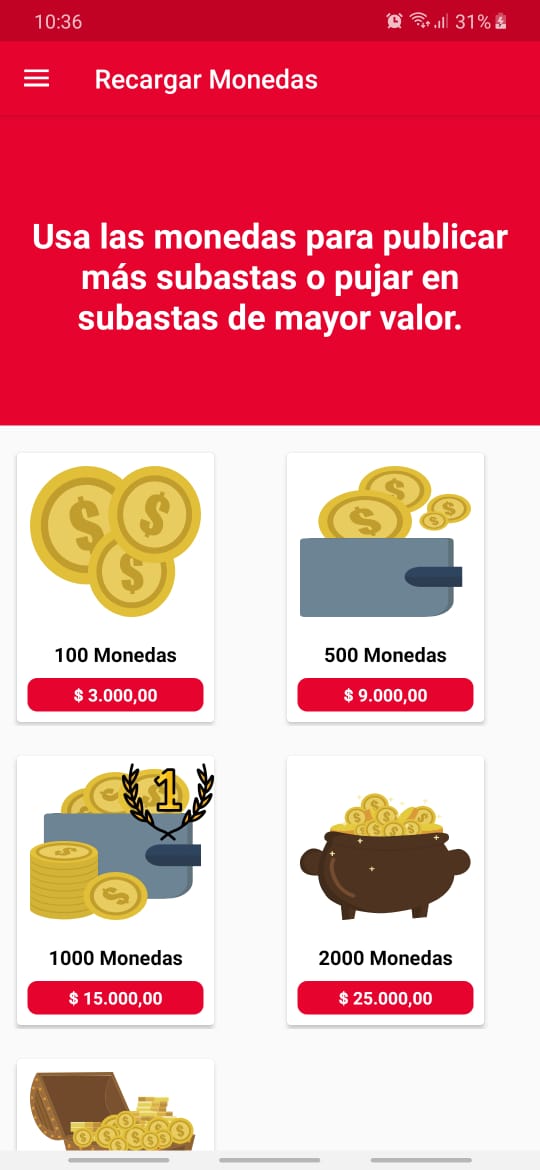 10:36
31%
Recargar Monedas
Usa las monedas para publicar
más subastas o pujar en
subastas de mayor valor.
100 Monedas
$ 3.000,00
500 Monedas
$ 9.000,00
1
1000 Monedas
$ 15.000,00
2000 Monedas
$ 25.000,00